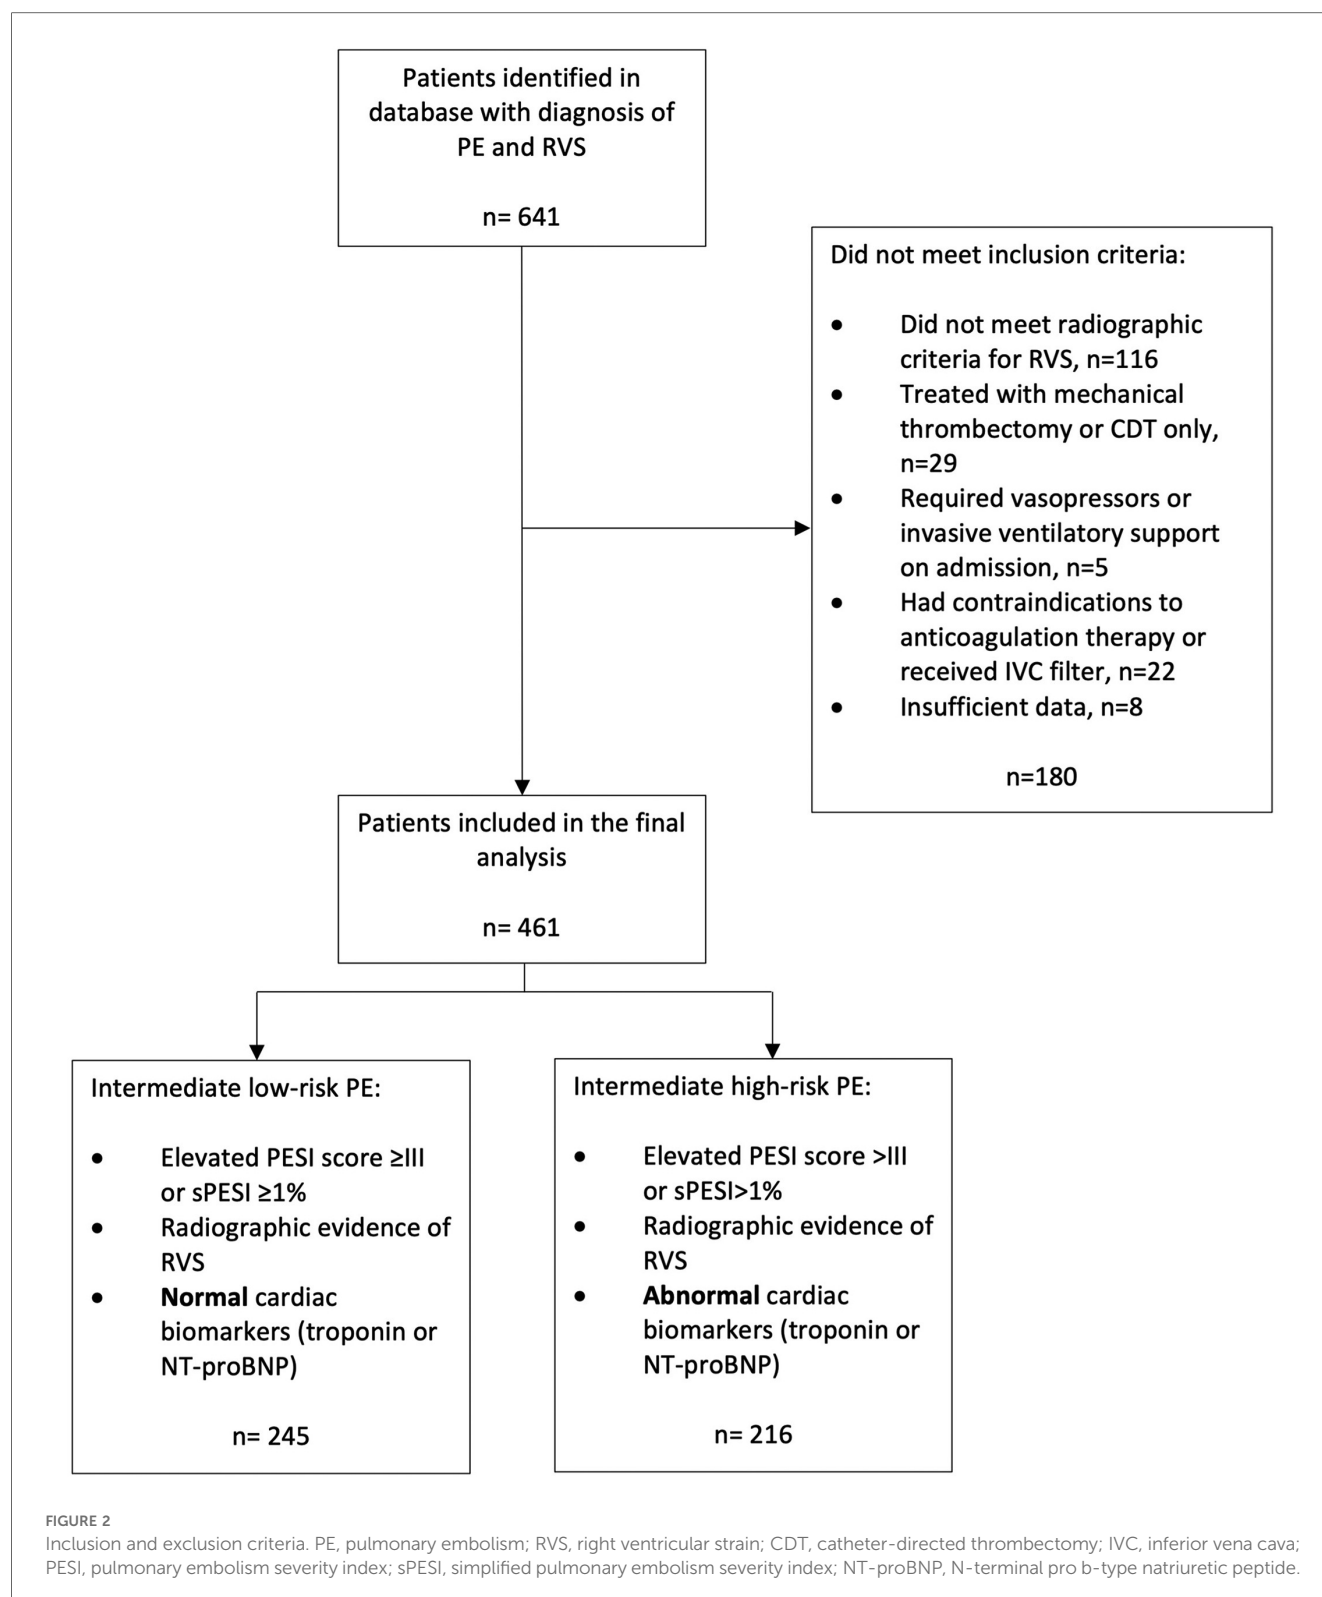 Patients identified in
database with diagnosis of
PE and RVS
n= 641
Did not meet inclusion criteria:
● Did not meet radiographic
criteria for RVS, n=116
● Treated with mechanical
thrombectomy or CDT only,
n=29
● Required vasopressors or
invasive ventilatory support
on admission, n=5
● Had contraindications to
anticoagulation therapy or
received IVC filter, n=22
● Insufficient data, n=8
n=180
Patients included in the final
analysis
n= 461
Intermediate low-risk PE:
● Elevated PESI score ≥III
or sPESI ≥1%
● Radiographic evidence of
RVS
● Normal cardiac
biomarkers (troponin or
NT-proBNP)
n= 245
Intermediate high-risk PE:
● Elevated PESI score >III
or sPESI>1%
● Radiographic evidence of
RVS
● Abnormal cardiac
biomarkers (troponin or
NT-proBNP)
n= 216
FIGURE 2
Inclusion and exclusion criteria. PE, pulmonary embolism; RVS, right ventricular strain; CDT, catheter-directed thrombectomy; IVC, inferior vena cava;
PESI, pulmonary embolism severity index; sPESI, simplified pulmonary embolism severity index; NT-proBNP, N-terminal pro b-type natriuretic peptide.